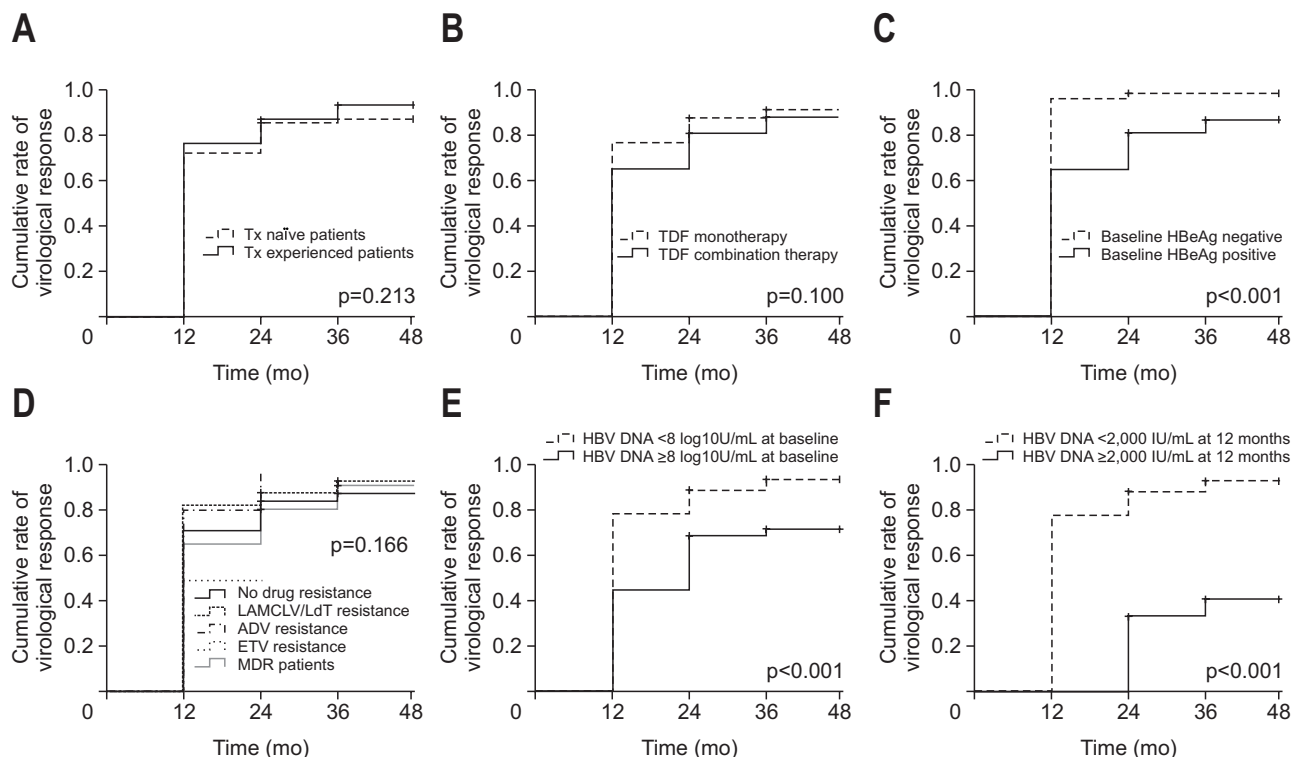 A
Cumulative rate of
virological response
1.0
0.8
0.6
0.4
0.2
0
12
24
36
48
Tx naïve patients
Tx experienced patients
p=0.213
Time (mo)
B
Cumulative rate of
virological response
1.0
0.8
0.6
0.4
0.2
0
12
24
36
48
TDF monotherapy
TDF combination therapy
p=0.100
Time (mo)
C
Cumulative rate of
virological response
1.0
0.8
0.6
0.4
0.2
0
12
24
36
48
Baseline HBeAg negative
Baseline HBeAg positive
p<0.001
Time (mo)
D
Cumulative rate of
virological response
1.0
0.8
0.6
0.4
0.2
0
12
24
36
48
p=0.166
No drug resistance
LAMCLV/LdT resistance
ADV resistance
ETV resistance
MDR patients
Time (mo)
E
HBV DNA <8 log10U/mL at baseline
HBV DNA ≥8 log10U/mL at baseline
Cumulative rate of
virological response
1.0
0.8
0.6
0.4
0.2
0
12
24
36
48
p<0.001
Time (mo)
F
HBV DNA <2,000 IU/mL at 12 months
HBV DNA ≥2,000 IU/mL at 12 months
Cumulative rate of
virological response
1.0
0.8
0.6
0.4
0.2
0
12
24
36
48
p<0.001
Time (mo)